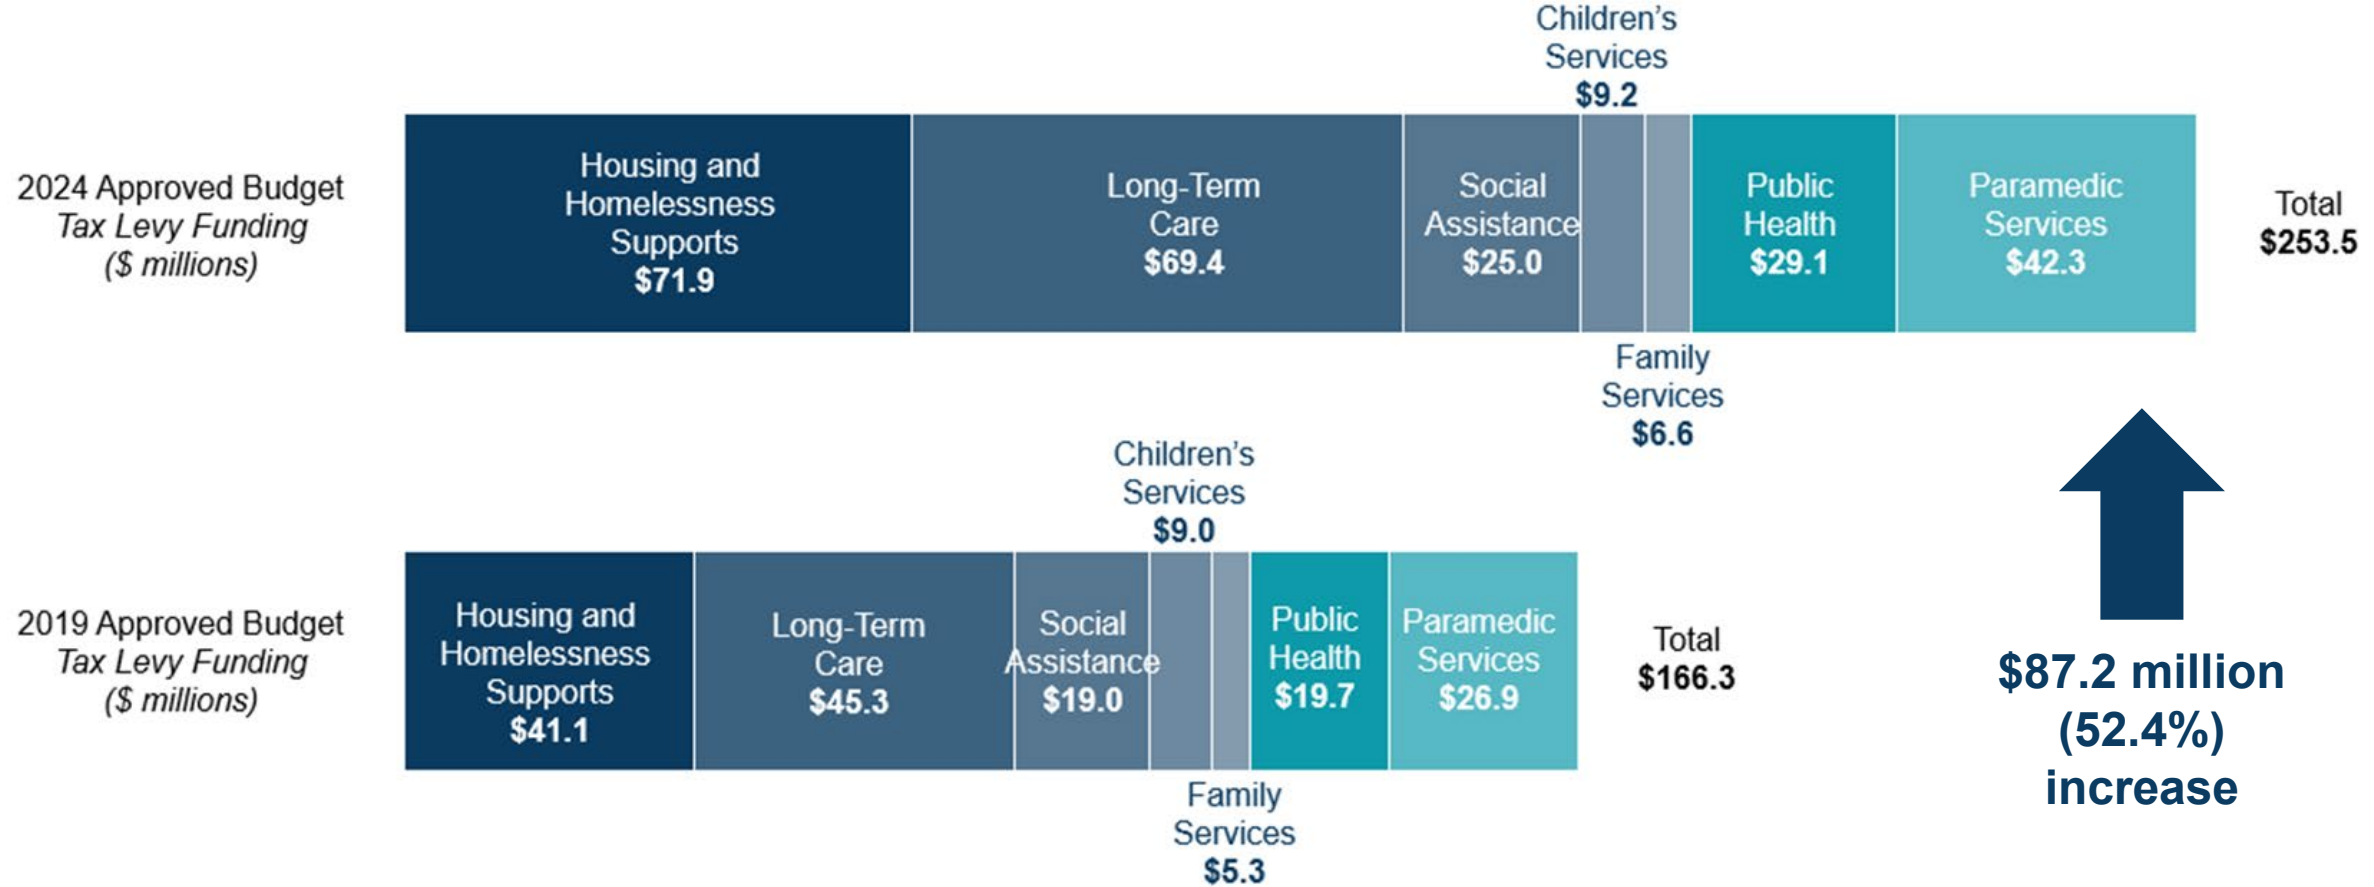 Children's
Services
$9.2
2024 Approved Budget
Tax Levy Funding
($ millions)
Housing and
Homelessness
Supports
$71.9
Long-Term
Care
$69.4
Social
Assistance
$25.0
Public
Health
$29.1
Paramedic
Services
$42.3
Total
$253.5
Family
Services
$6.6
Children's
Services
$9.0
2019 Approved Budget
Tax Levy Funding
($ millions)
Housing and
Homelessness
Supports
$41.1
Long-Term
Care
$45.3
Social
Assistance
$19.0
Public
Health
$19.7
Paramedic
Services
$26.9
Total
$166.3
Family
Services
$5.3
$87.2 million
(52.4%)
increase